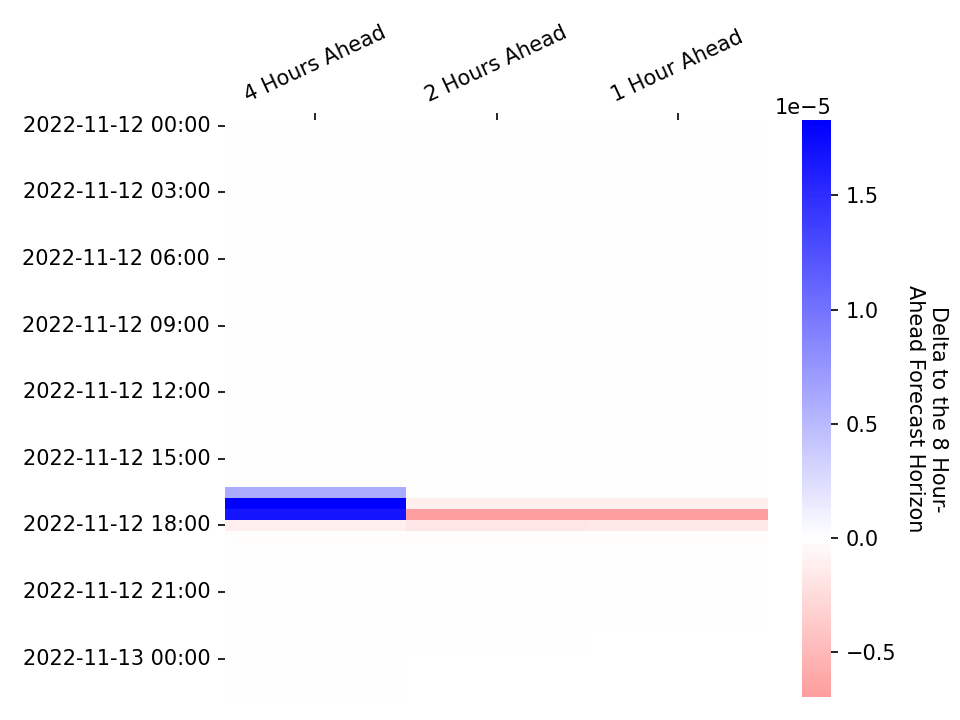 4 Hours Ahead
2 Hours Ahead
1 Hour Ahead
1e−5
2022-11-12 00:00
2022-11-12 03:00
2022-11-12 06:00
2022-11-12 09:00
2022-11-12 12:00
2022-11-12 15:00
2022-11-12 18:00
2022-11-12 21:00
2022-11-13 00:00
1.5
1.0
0.5
0.0
−0.5
Delta to the 8 Hour-
Ahead Forecast Horizon